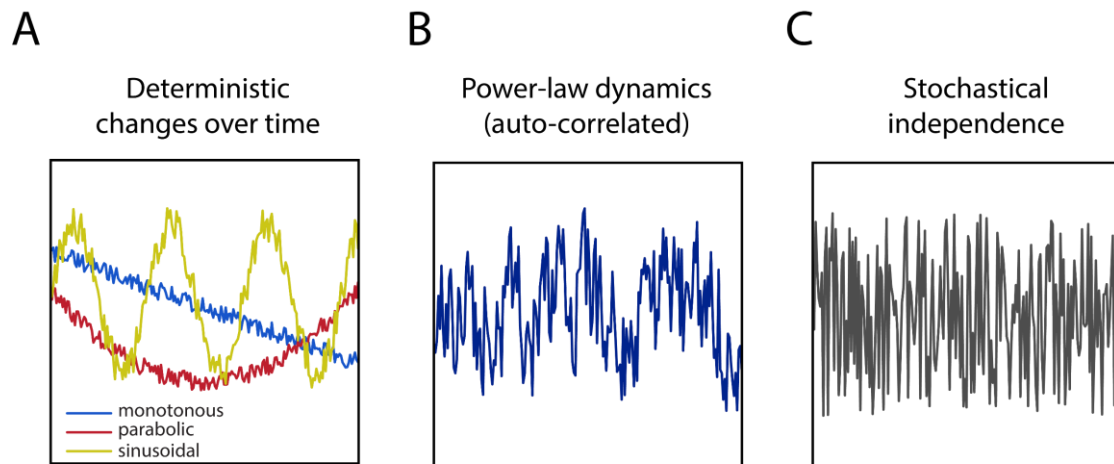 A
Deterministic
changes over time
monotonous
parabolic
sinusoidal
B
Power-law dynamics
(auto-correlated)
C
Stochastical
independence